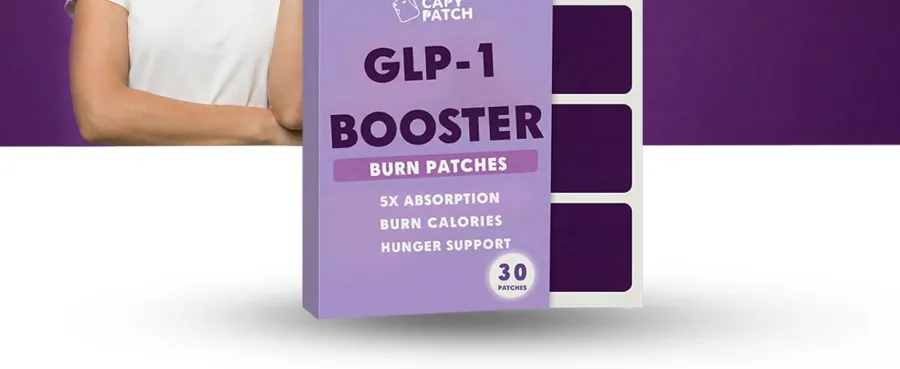 CAPY
PATCH
GLP-1
BOOSTER
BURN PATCHES
5X ABSORPTION
BURN CALORIES
HUNGER SUPPORT
30
PATCHES